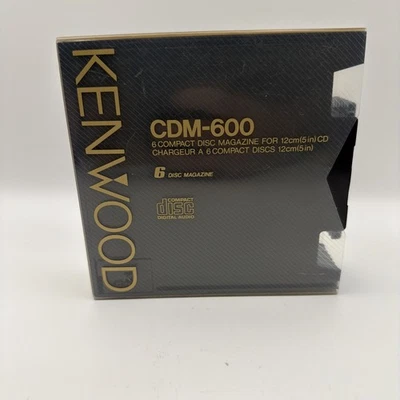 KENWOOD
CDM-600
6 COMPACT DISC MAGAZINE FOR 12cm(5in)CD
CHARGEUR A 6 COMPACT DISCS 12cm(5in)
6 DISC MAGAZINE
COMPACT
disc
DIGITAL AUDIO